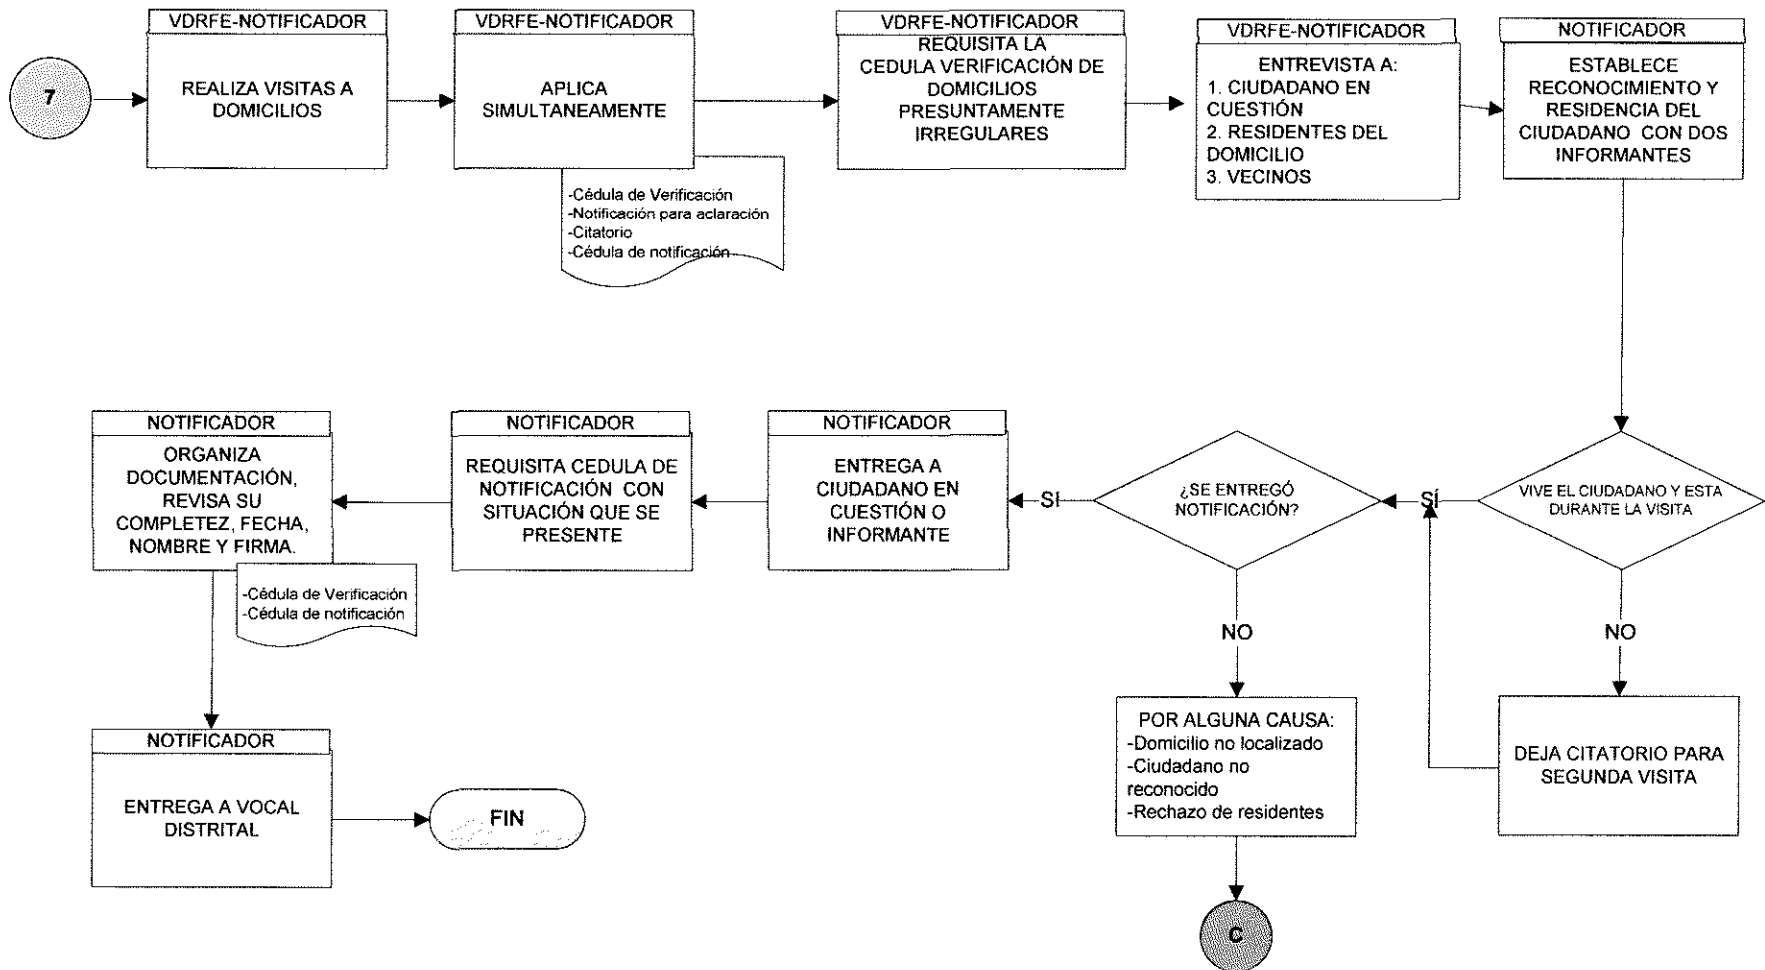 7
VDRFE-NOTIFICADOR
REALIZA VISITAS A
DOMICILIOS
VDRFE-NOTIFICADOR
APLICA
SIMULTANEAMENTE
-Cédula de Verificación
-Notificación para aclaración
-Citatorio
-Cédula de notificación
VDRFE-NOTIFICADOR
REQUISITA LA
CEDULA VERIFICACIÓN DE
DOMICILIOS
PRESUNTAMENTE
IRREGULARES
VDRFE-NOTIFICADOR
ENTREVISTA A:
1. CIUDADANO EN
CUESTIÓN
2. RESIDENTES DEL
DOMICILIO
3. VECINOS
NOTIFICADOR
ESTABLECE
RECONOCIMIENTO Y
RESIDENCIA DEL
CIUDADANO CON DOS
INFORMANTES
VIVE EL CIUDADANO Y ESTA
DURANTE LA VISITA
SÍ
NO
DEJA CITATORIO PARA
SEGUNDA VISITA
¿SE ENTREGÓ
NOTIFICACIÓN?
SI
NO
POR ALGUNA CAUSA:
-Domicilio no localizado
-Ciudadano no
reconocido
-Rechazo de residentes
C
NOTIFICADOR
ENTREGA A
CIUDADANO EN
CUESTIÓN O
INFORMANTE
NOTIFICADOR
REQUISITA CEDULA DE
NOTIFICACIÓN CON
SITUACIÓN QUE SE
PRESENTE
NOTIFICADOR
ORGANIZA
DOCUMENTACIÓN,
REVISA SU
COMPLETEZ, FECHA,
NOMBRE Y FIRMA.
-Cédula de Verificación
-Cédula de notificación
NOTIFICADOR
ENTREGA A VOCAL
DISTRITAL
FIN